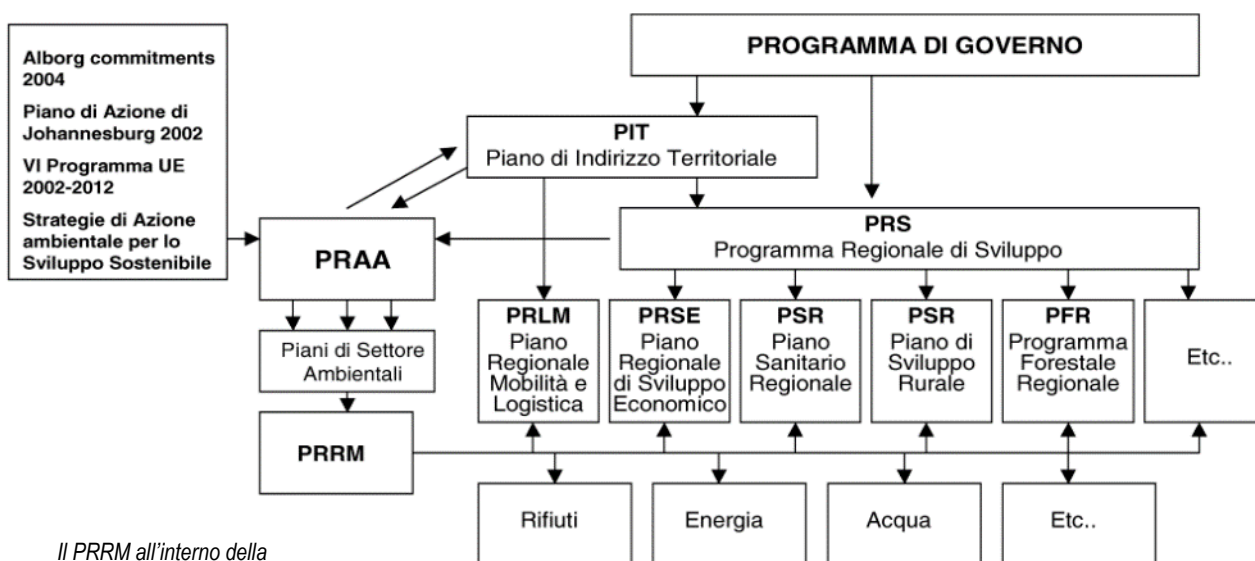 Alborg commitments
2004
Piano di Azione di
Johannesburg 2002
VI Programma UE
2002-2012
Strategie di Azione
ambientale per lo
Sviluppo Sostenibile
PROGRAMMA DI GOVERNO
PIT
Piano di Indirizzo Territoriale
PRS
Programma Regionale di Sviluppo
PRAA
Piani di Settore
Ambientali
PRRM
PRLM
Piano
Regionale
Mobilità e
Logistica
PRSE
Piano
Regionale
di Sviluppo
Economico
PSR
Piano
Sanitario
Regionale
PSR
Piano di
Sviluppo
Rurale
PFR
Programma
Forestale
Regionale
Etc..
Rifiuti
Energia
Acqua
Etc..
Il PRRM all'interno della